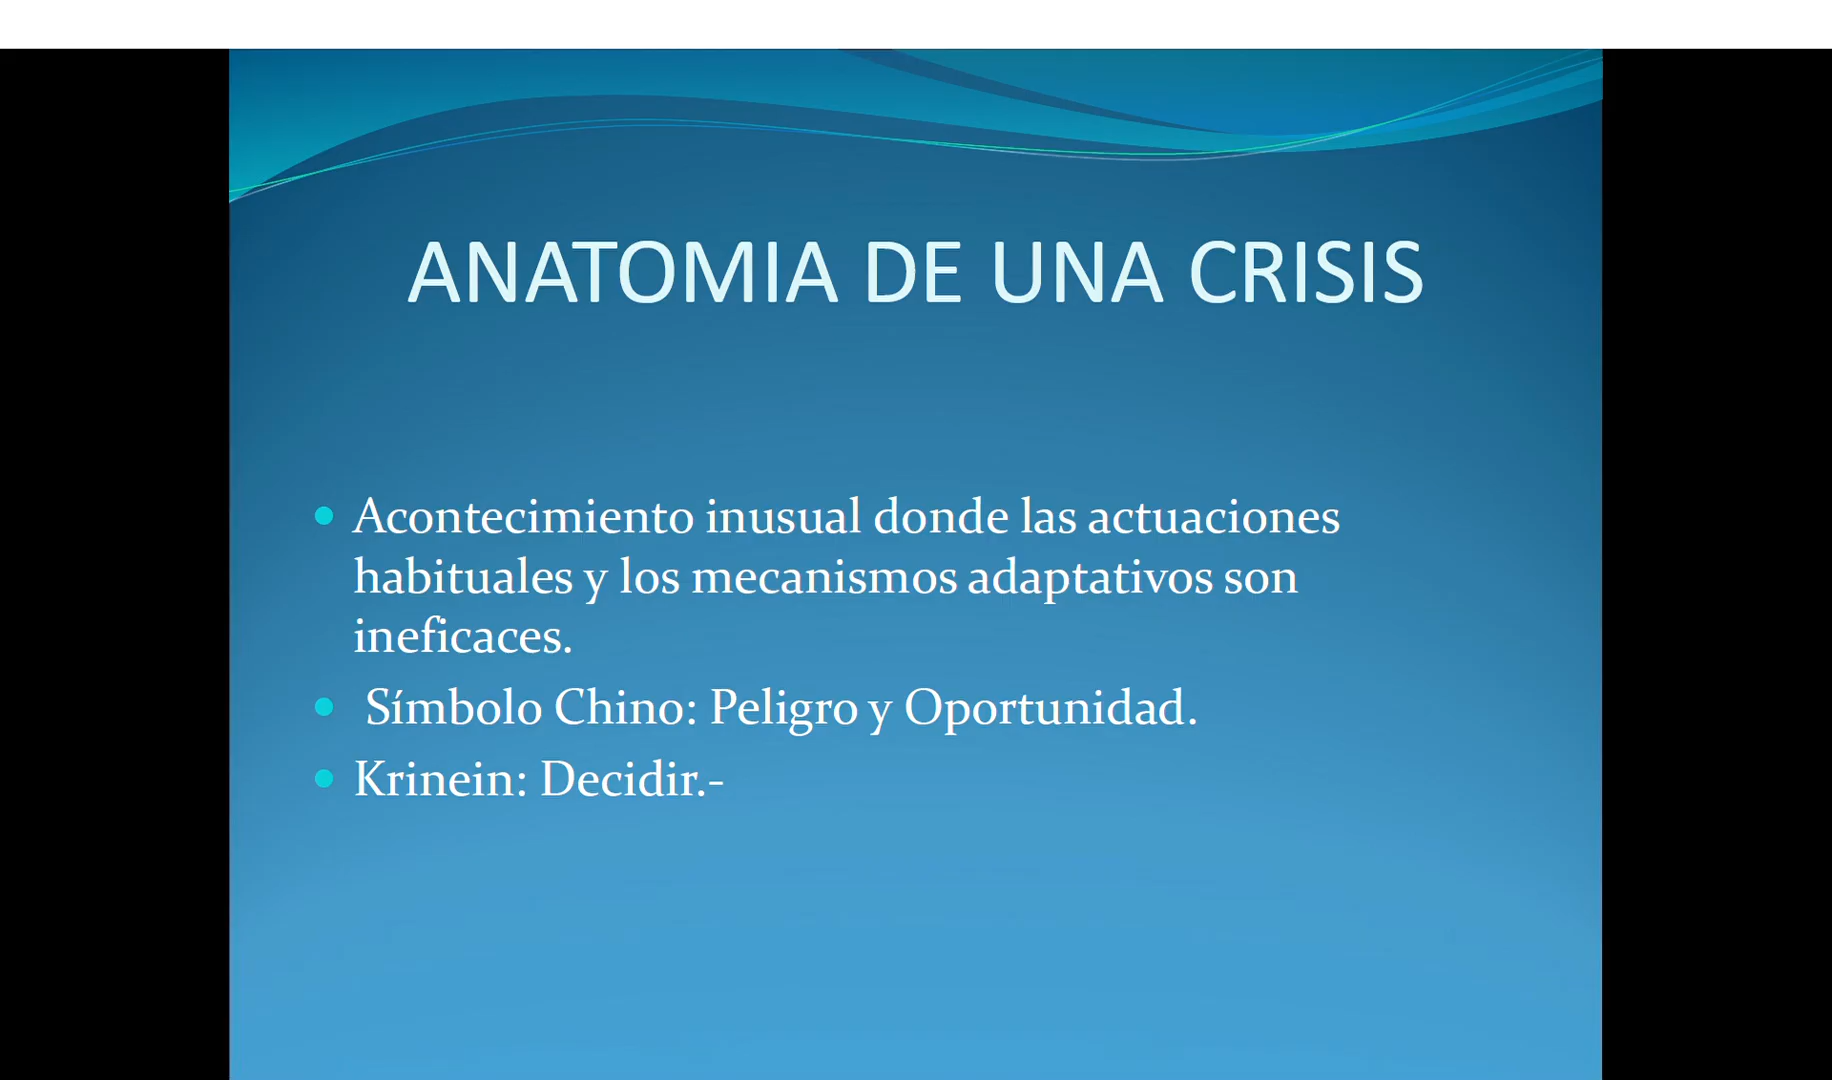 ANATOMIA DE UNA CRISIS
• Acontecimiento inusual donde las actuaciones
habituales y los mecanismos adaptativos son
ineficaces.
• Símbolo Chino: Peligro y Oportunidad.
• Krinein: Decidir.-